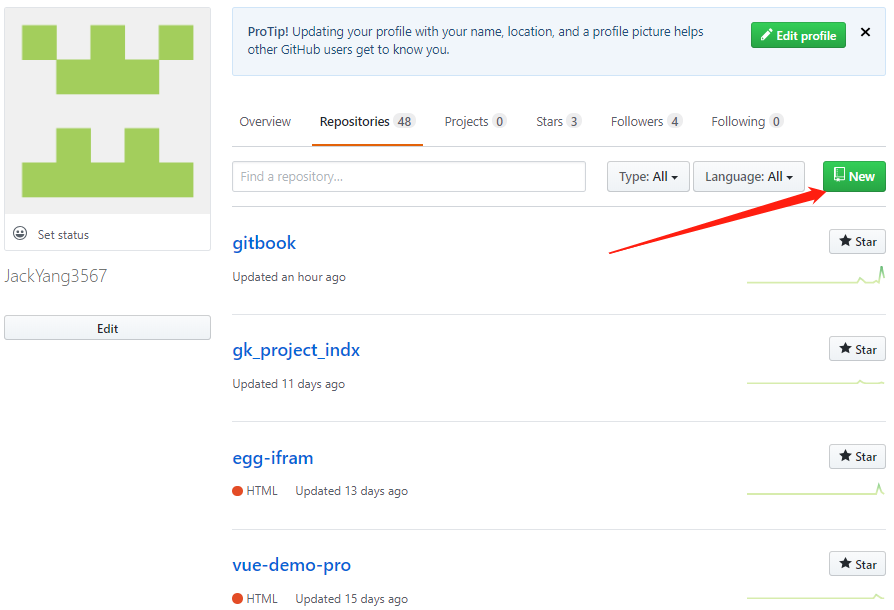 ProTip! Updating your profile with your name, location, and a profile picture helps
other GitHub users get to know you.
Edit profile
Overview Repositories 48 Projects 0 Stars 3 Followers 4 Following 0
Find a repository...
Type: All
Language: All
New
Set status
JackYang3567
Edit
gitbook
Star
Updated an hour ago
gk_project_indx
Star
Updated 11 days ago
egg-ifram
Star
HTML Updated 13 days ago
vue-demo-pro
Star
HTML Updated 15 days ago